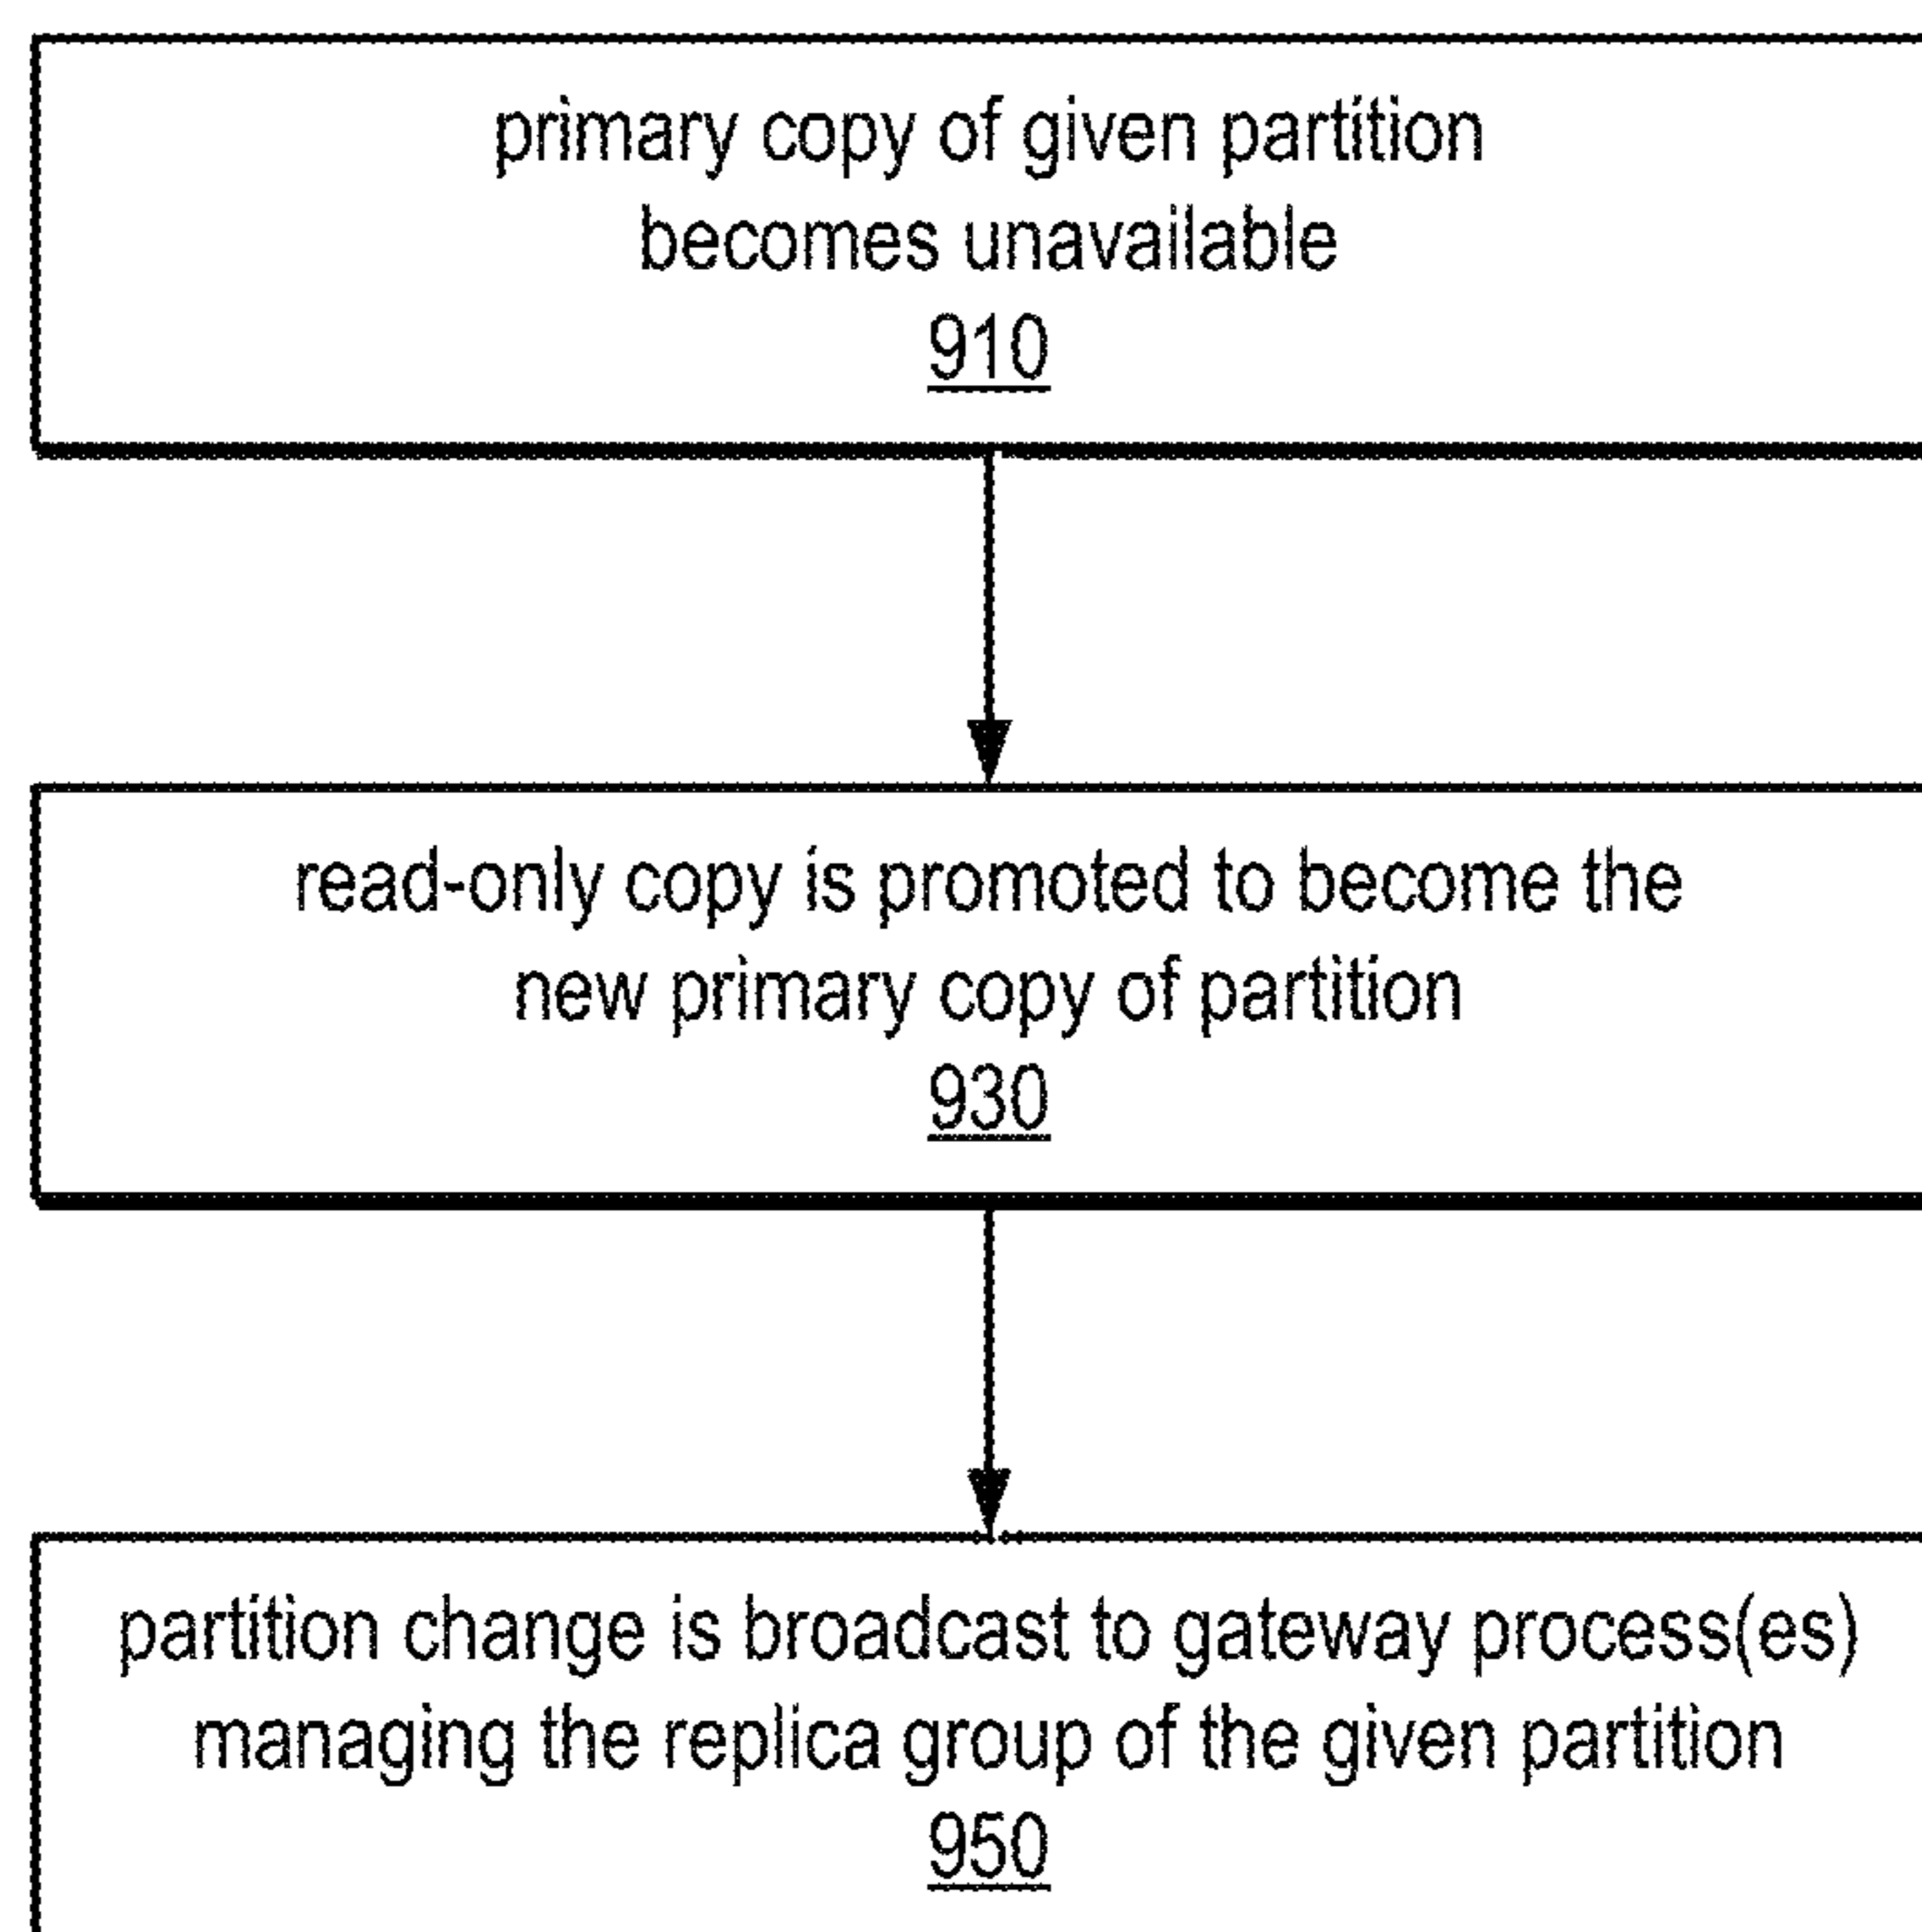 primary copy of given partition
becomes unavailable
910
read-only copy is promoted to become the
new primary copy of partition
930
partition change is broadcast to gateway process(es)
managing the replica group of the given partition
950